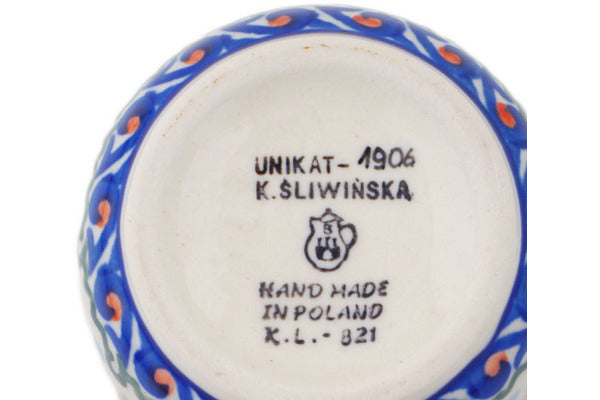 UNIKAT-1906
K.ŚLIWIŃSKA
HAND MADE
IN POLAND
K.L.-821